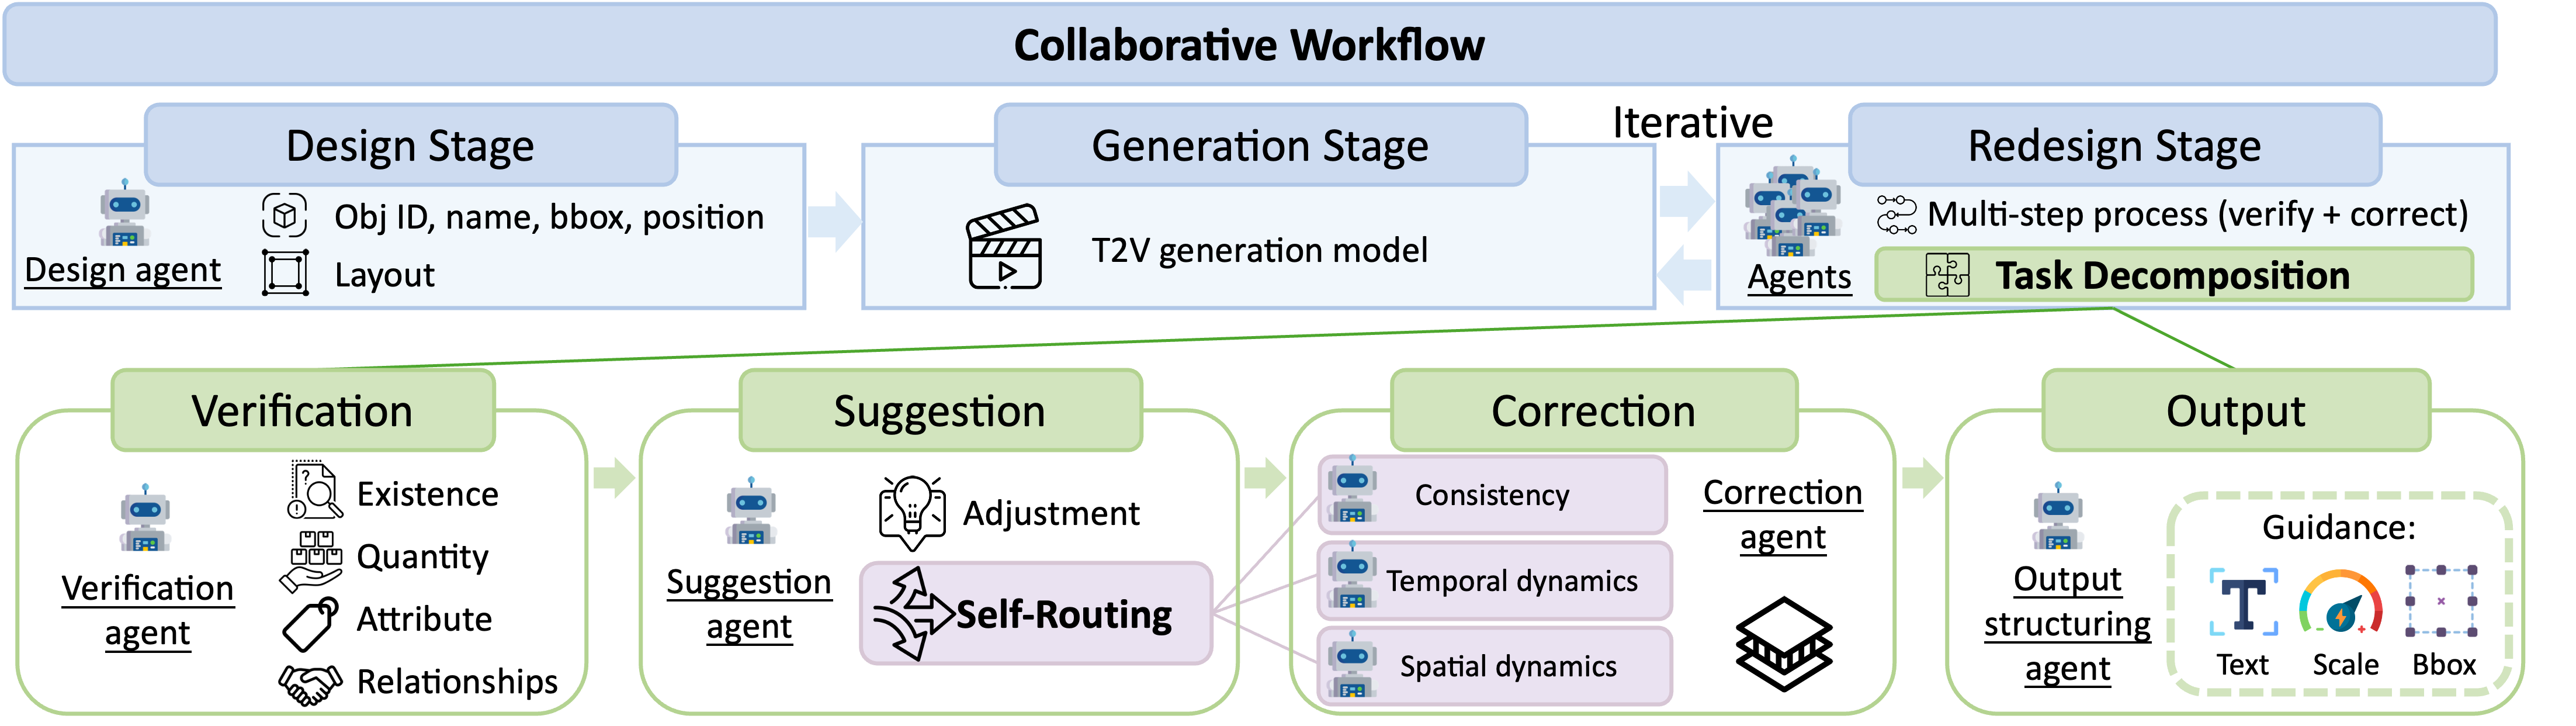 Collaborative Workflow
Design Stage
Design agent
Obj ID, name, bbox, position
Layout
Generation Stage
T2V generation model
Iterative
Redesign Stage
Agents
Multi-step process (verify + correct)
Task Decomposition
Verification
Verification
agent
Existence
Quantity
Attribute
Relationships
Suggestion
Suggestion
agent
Adjustment
Self-Routing
Correction
Consistency
Temporal dynamics
Spatial dynamics
Correction
agent
Output
Output
structuring
agent
Guidance:
T
Text
Scale
Bbox